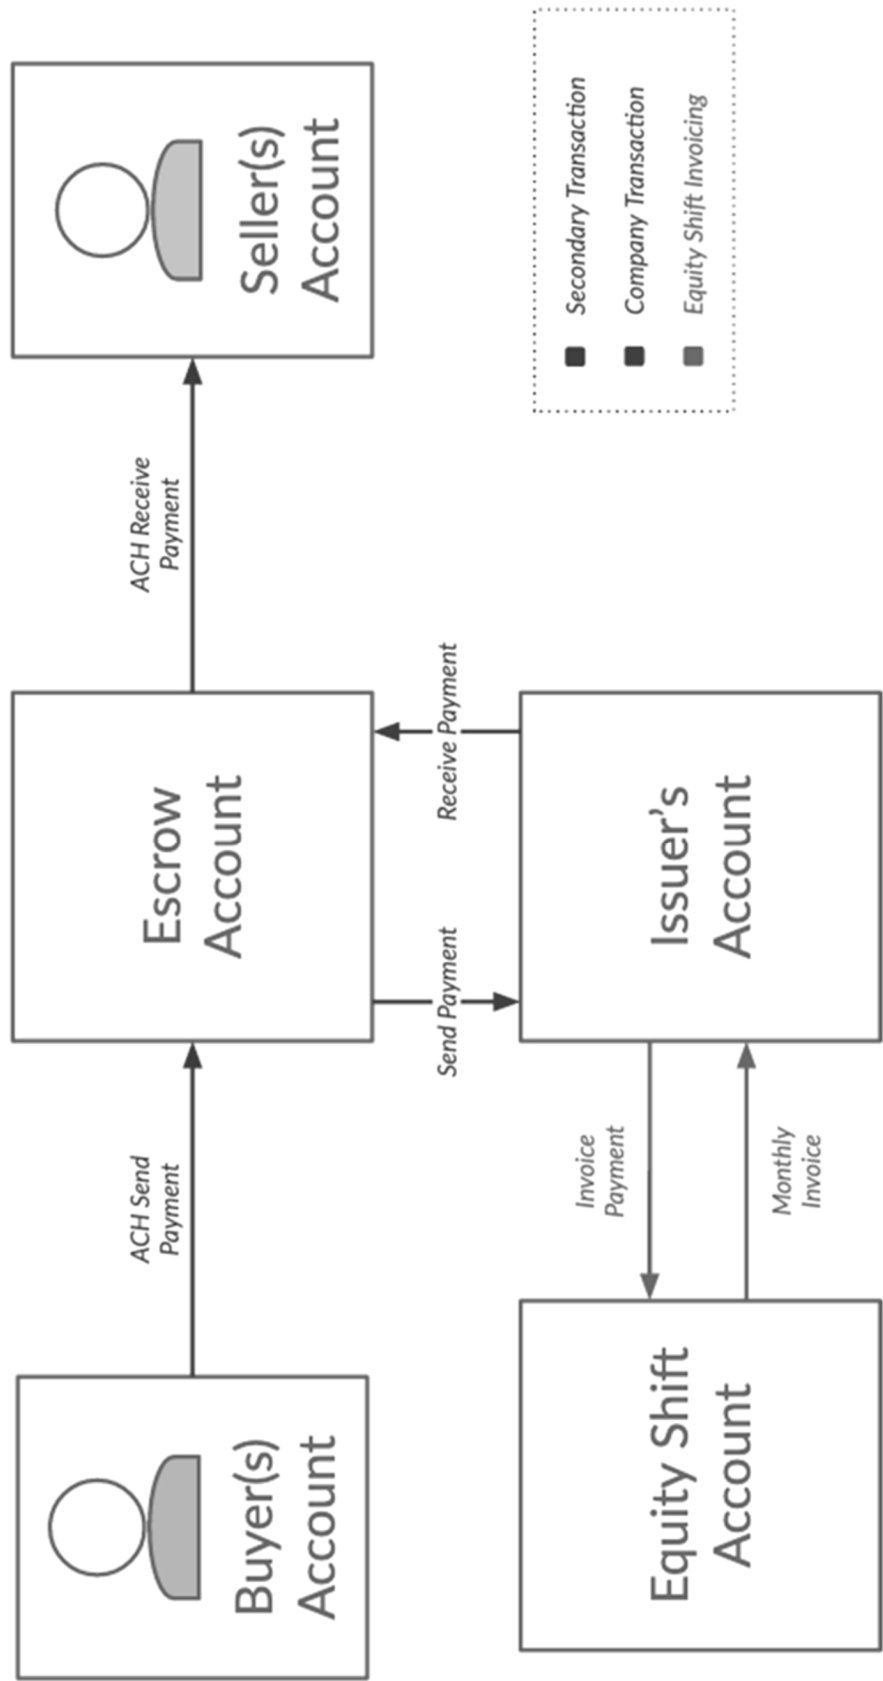 Buyer(s)
Account
ACH Send
Payment
Escrow
Account
ACH Receive
Payment
Seller(s)
Account
Send Payment
Receive Payment
Equity Shift
Account
Invoice
Payment
Monthly
Invoice
Issuer's
Account
Secondary Transaction
Company Transaction
Equity Shift Invoicing